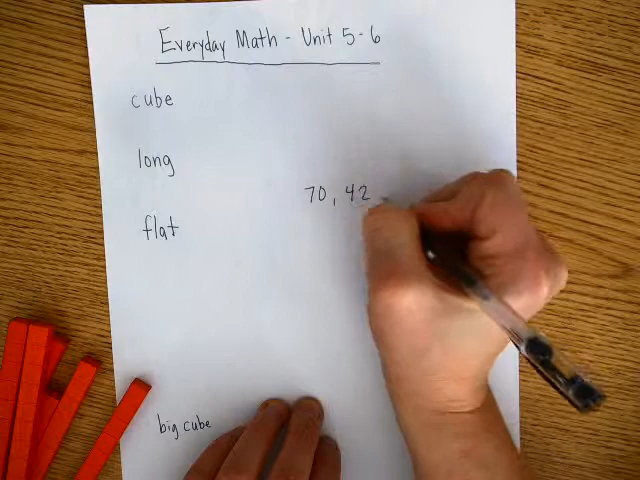 Everyday Math - Unit 5-6
cube
long
70, 42
flat
big cube